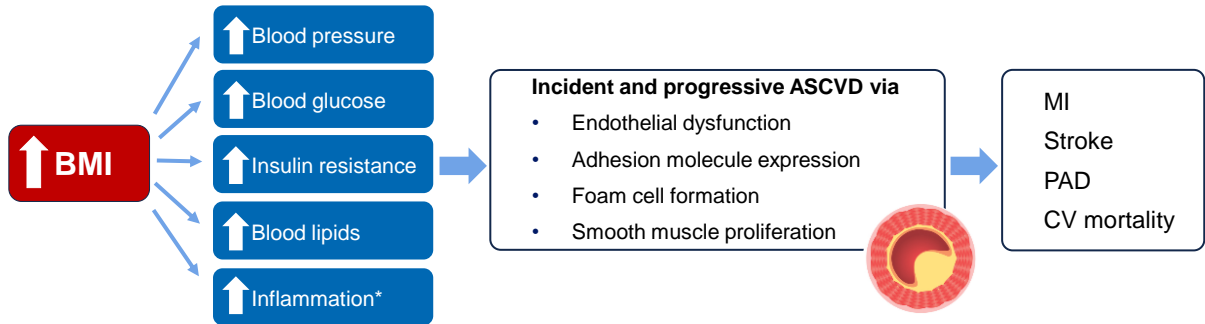 BMI
Blood pressure
Blood glucose
Insulin resistance
Blood lipids
Inflammation*
Incident and progressive ASCVD via
• Endothelial dysfunction
• Adhesion molecule expression
• Foam cell formation
• Smooth muscle proliferation
MI
Stroke
PAD
CV mortality